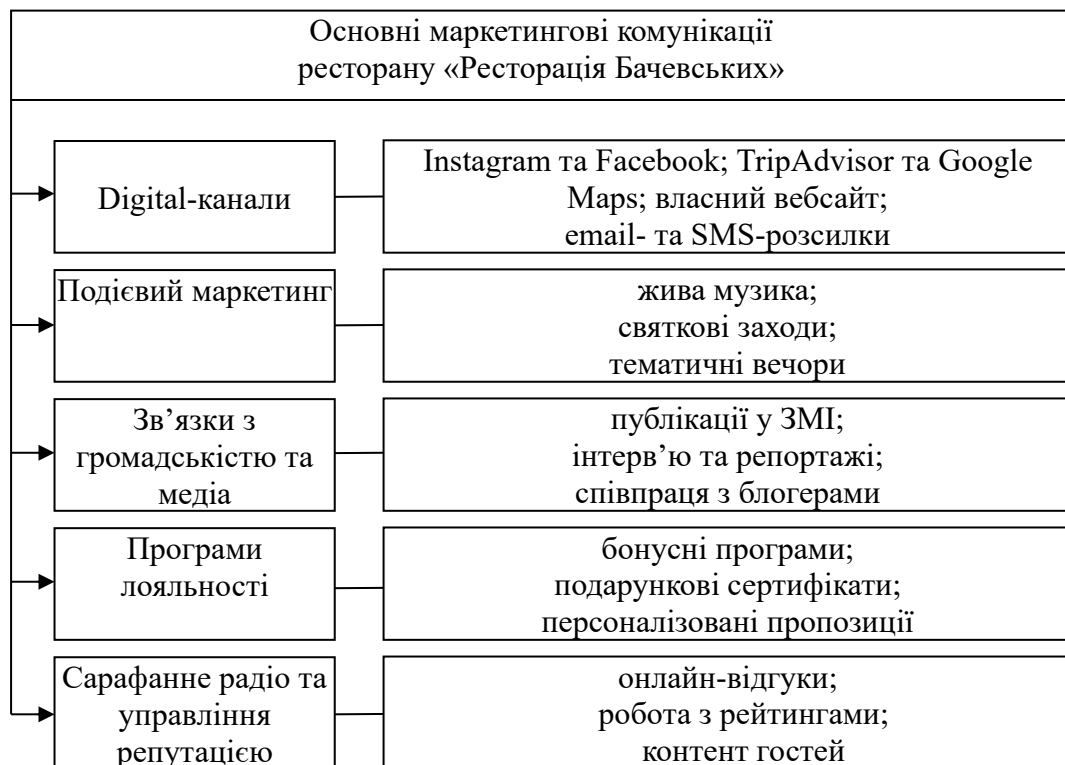 Основні маркетингові комунікації
ресторану «Ресторація Бачевських»
Digital-канали
Instagram та Facebook; TripAdvisor та Google
Maps; власний вебсайт;
email- та SMS-розсилки
Подієвий маркетинг
жива музика;
святкові заходи;
тематичні вечори
Зв’язки з
громадськістю та
медіа
публікації у ЗМІ;
інтерв’ю та репортажі;
співпраця з блогерами
Програми
лояльності
бонусні програми;
подарункові сертифікати;
персоналізовані пропозиції
Сарафанне радіо та
управління
репутацією
онлайн-відгуки;
робота з рейтингами;
контент гостей